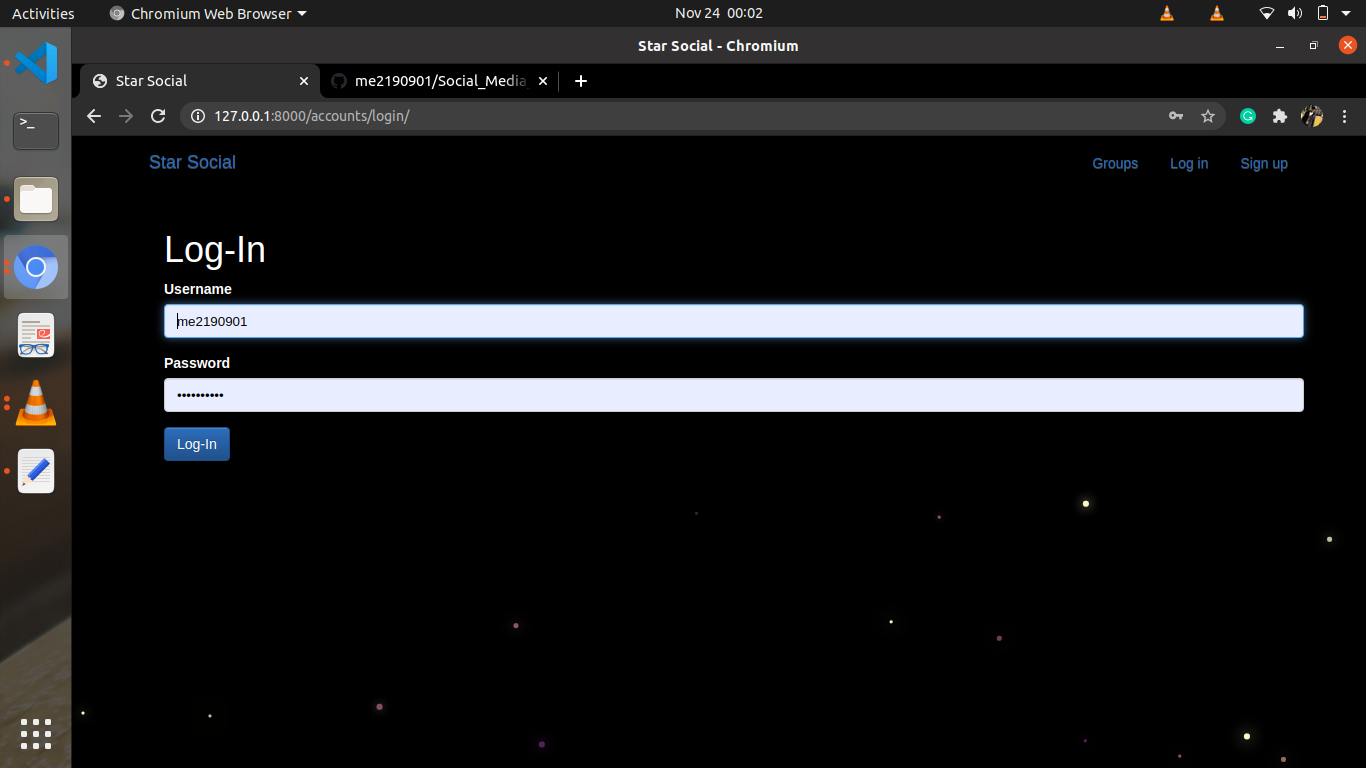 Activities Chromium Web Browser Nov 24 00:02
Star Social - Chromium
Star Social me2190901/Social_Media
127.0.0.1:8000/accounts/login/
Star Social Groups Log in Sign up
Log-In
Username
me2190901
Password
••••••••••
Log-In